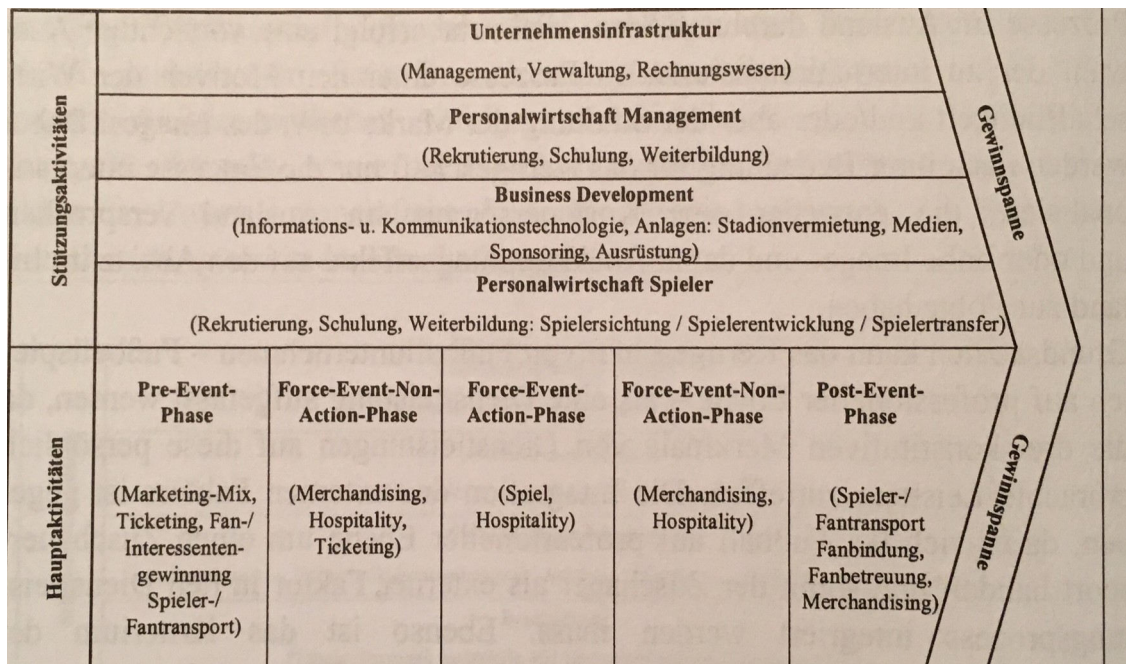 Unternehmensinfrastruktur
(Management, Verwaltung, Rechnungswesen)
Personalwirtschaft Management
(Rekrutierung, Schulung, Weiterbildung)
Business Development
(Informations- u. Kommunikationstechnologie, Anlagen: Stadionvermietung, Medien,
Sponsoring, Ausrüstung)
Personalwirtschaft Spieler
(Rekrutierung, Schulung, Weiterbildung: Spielersichtung / Spielerentwicklung / Spielertransfer)
Stützungsaktivitäten
Gewinnspanne
Hauptaktivitäten
Pre-Event-
Phase
(Marketing-Mix,
Ticketing, Fan-/
Interessenten-
gewinnung
Spieler-/
Fantransport)
Force-Event-Non-
Action-Phase
(Merchandising,
Hospitality,
Ticketing)
Force-Event-
Action-Phase
(Spiel,
Hospitality)
Force-Event-Non-
Action-Phase
(Merchandising,
Hospitality)
Post-Event-
Phase
(Spieler-/
Fantransport
Fanbindung,
Fanbetreuung,
Merchandising)
Gewinnspanne